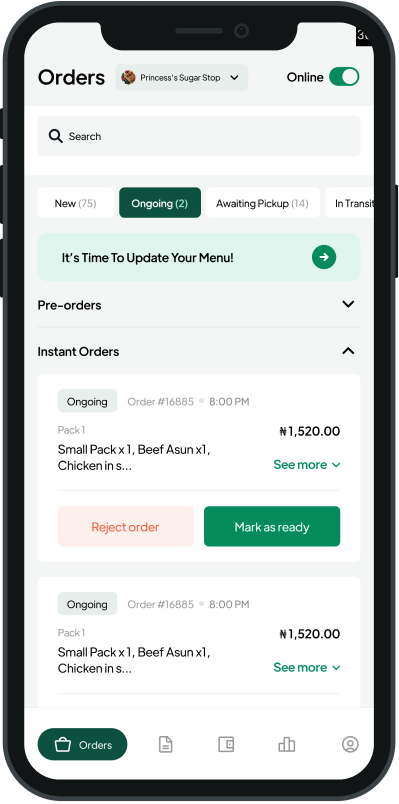 Orders
Princess's Sugar Stop
Online
Search
New (75)
Ongoing (2)
Awaiting Pickup (14)
In Transit
It's Time To Update Your Menu!
Pre-orders
Instant Orders
Ongoing
Order #16885
8:00 PM
Pack 1
₦1,520.00
Small Pack x 1, Beef Asun x1,
Chicken in s...
See more
Reject order
Mark as ready
Ongoing
Order #16885
8:00 PM
Pack 1
₦1,520.00
Small Pack x 1, Beef Asun x1,
Chicken in s...
See more
Orders